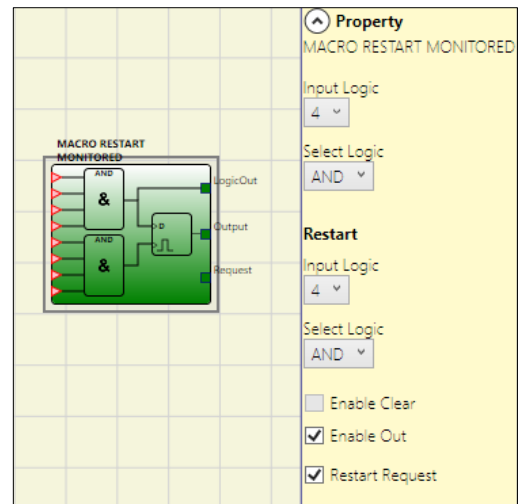 MACRO RESTART
MONITORED
AND
&
AND
&
D
LogicOut
Output
Request
Property
MACRO RESTART MONITORED
Input Logic
4
Select Logic
AND
Restart
Input Logic
4
Select Logic
AND
Enable Clear
Enable Out
Restart Request